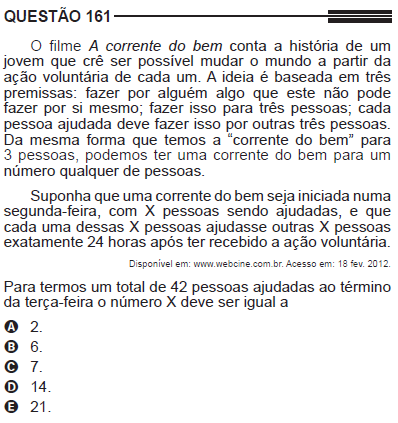 QUESTÃO 161
O filme A corrente do bem conta a história de um
jovem que crê ser possível mudar o mundo a partir da
ação voluntária de cada um. A ideia é baseada em três
premissas: fazer por alguém algo que este não pode
fazer por si mesmo; fazer isso para três pessoas; cada
pessoa ajudada deve fazer isso por outras três pessoas.
Da mesma forma que temos a “corrente do bem” para
3 pessoas, podemos ter uma corrente do bem para um
número qualquer de pessoas.
Suponha que uma corrente do bem seja iniciada numa
segunda-feira, com X pessoas sendo ajudadas, e que
cada uma dessas X pessoas ajudasse outras X pessoas
exatamente 24 horas após ter recebido a ação voluntária.
Disponível em: www.webcine.com.br. Acesso em: 18 fev. 2012.
Para termos um total de 42 pessoas ajudadas ao término
da terça-feira o número X deve ser igual a
A 2.
B 6.
C 7.
D 14.
E 21.